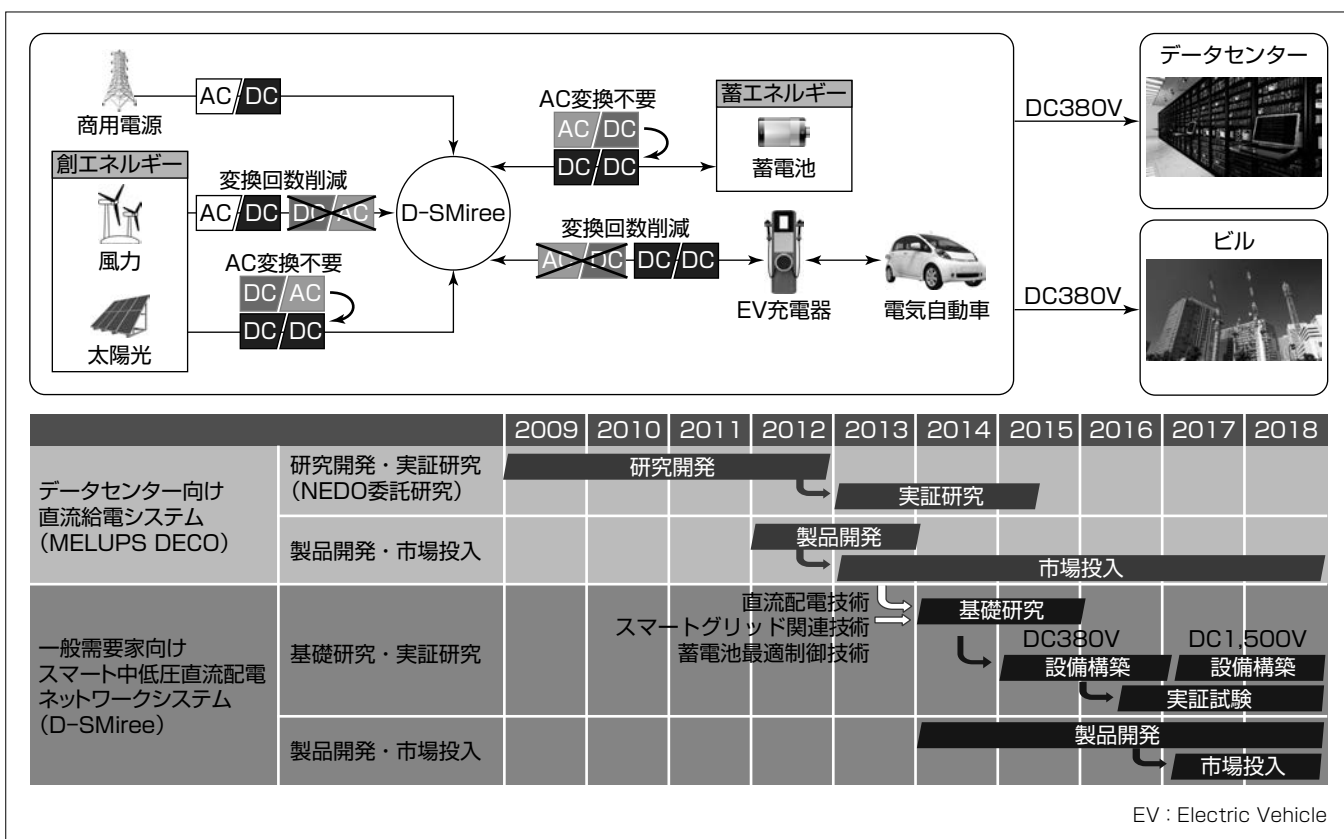 商用電源
AC/DC
創エネルギー
風力
変換回数削減
AC/DC DC/AC
太陽光
AC変換不要
DC/AC
DC/DC
D-SMiree
AC変換不要
AC/DC
DC/DC
蓄エネルギー
蓄電池
変換回数削減
AC/DC DC/DC
EV充電器
電気自動車
DC380V
データセンター
DC380V
ビル
2009 2010 2011 2012 2013 2014 2015 2016 2017 2018
データセンター向け
直流給電システム
(MELUPS DECO)
研究開発・実証研究
(NEDO委託研究)
研究開発
実証研究
製品開発・市場投入
製品開発
市場投入
一般需要家向け
スマート中低圧直流配電
ネットワークシステム
(D-SMiree)
基礎研究・実証研究
直流配電技術
スマートグリッド関連技術
蓄電池最適制御技術
基礎研究
DC380V
設備構築
DC1,500V
設備構築
実証試験
製品開発・市場投入
製品開発
市場投入
EV：Electric Vehicle